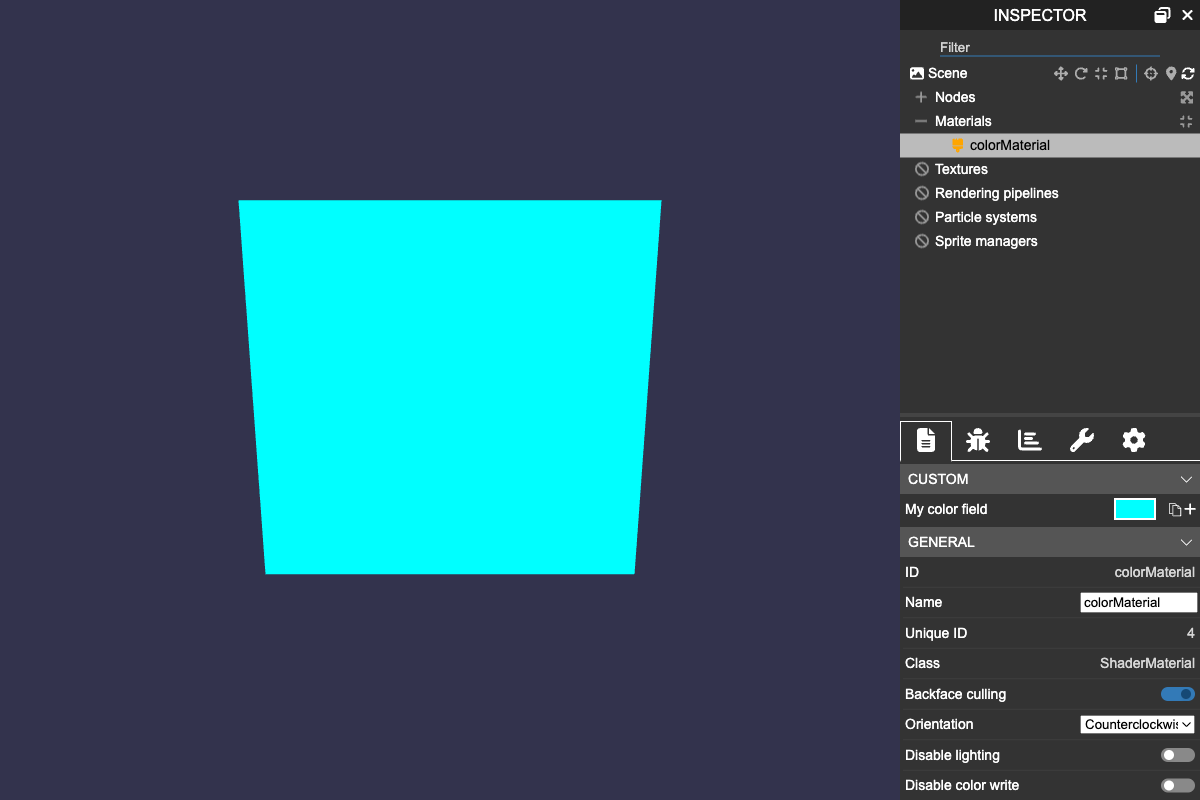 INSPECTOR
Filter
Scene
Nodes
Materials
colorMaterial
Textures
Rendering pipelines
Particle systems
Sprite managers
CUSTOM
My color field
GENERAL
ID colorMaterial
Name colorMaterial
Unique ID 4
Class ShaderMaterial
Backface culling
Orientation Counterclockwis
Disable lighting
Disable color write